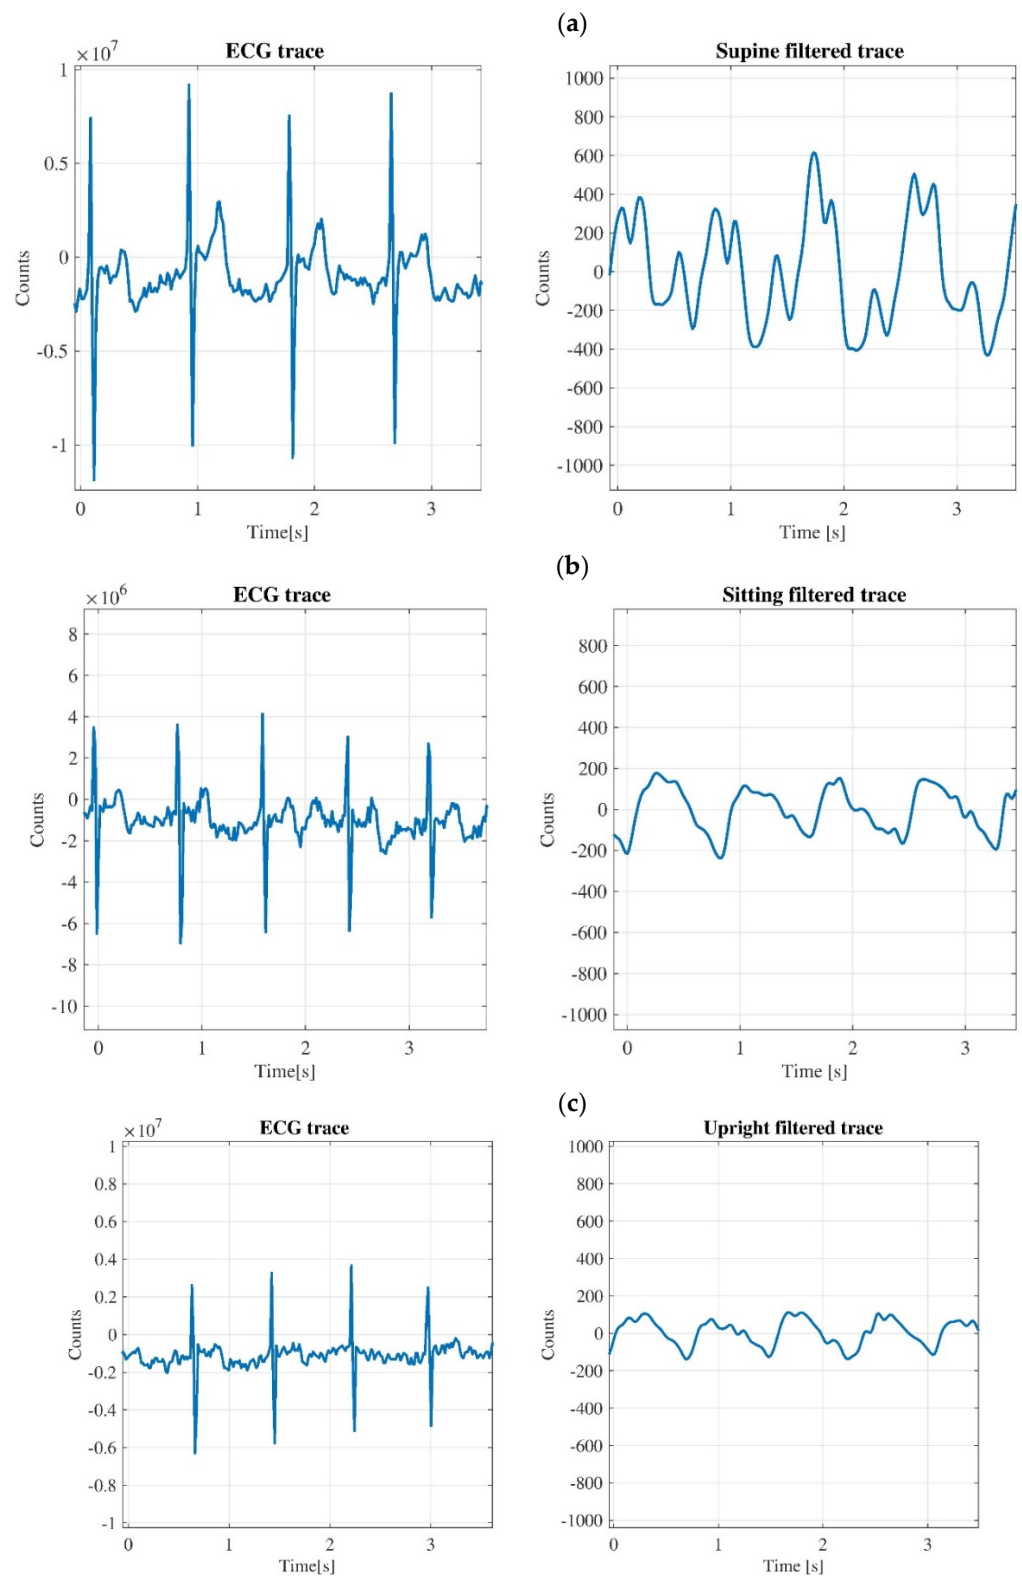 (a)
ECG trace
Supine filtered trace
×10⁷
1
0.5
0
-0.5
-1
Counts
0 1 2 3
Time[s]
1000
800
600
400
200
0
-200
-400
-600
-800
-1000
Counts
0 1 2 3
Time [s]
(b)
ECG trace
Sitting filtered trace
×10⁶
8
6
4
2
0
-2
-4
-6
-8
-10
Counts
0 1 2 3
Time[s]
800
600
400
200
0
-200
-400
-600
-800
-1000
Counts
0 1 2 3
Time [s]
(c)
ECG trace
Upright filtered trace
×10⁷
1
0.8
0.6
0.4
0.2
0
-0.2
-0.4
-0.6
-0.8
-1
Counts
0 1 2 3
Time[s]
1000
800
600
400
200
0
-200
-400
-600
-800
-1000
Counts
0 1 2 3
Time [s]